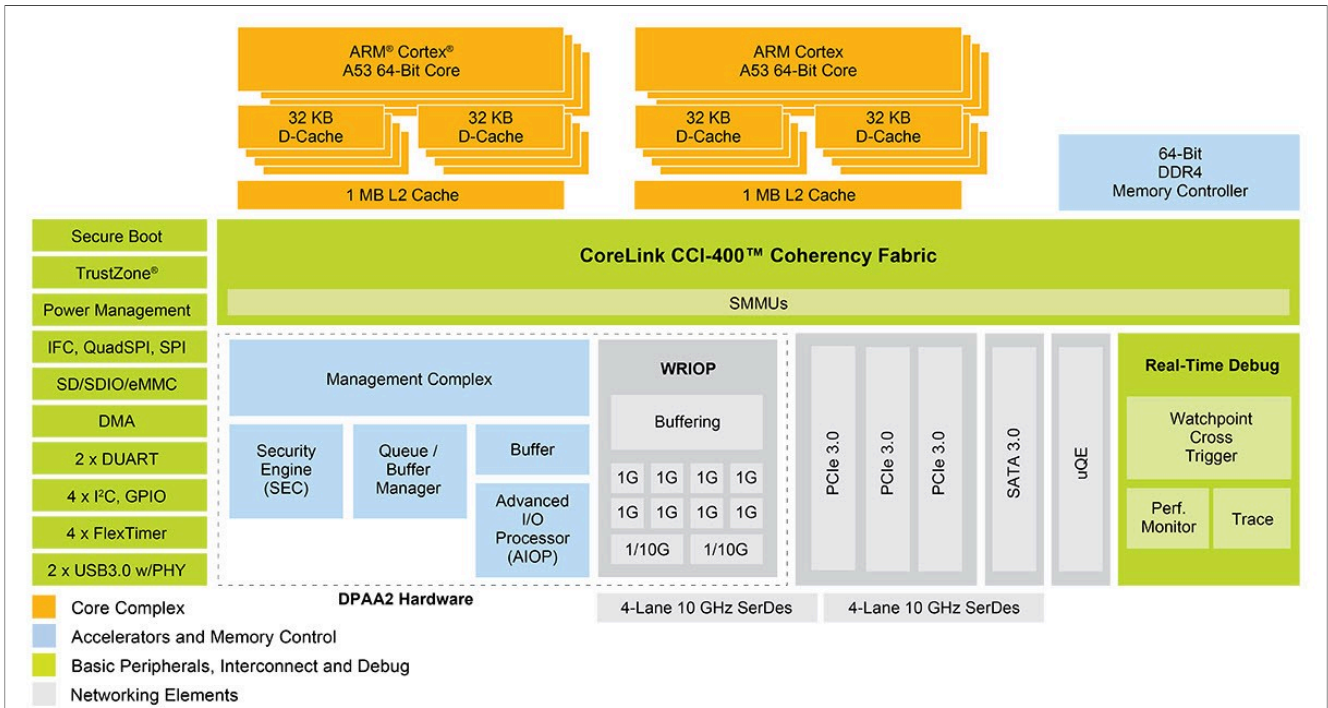 ARM® Cortex®
A53 64-Bit Core
ARM Cortex
A53 64-Bit Core
32 KB
D-Cache
32 KB
D-Cache
32 KB
D-Cache
32 KB
D-Cache
1 MB L2 Cache
1 MB L2 Cache
64-Bit
DDR4
Memory Controller
Secure Boot
TrustZone®
Power Management
IFC, QuadSPI, SPI
SD/SDIO/eMMC
DMA
2 x DUART
4 x I²C, GPIO
4 x FlexTimer
2 x USB3.0 w/PHY
CoreLink CCI-400™ Coherency Fabric
SMMUs
Management Complex
Security
Engine
(SEC)
Queue /
Buffer
Manager
Buffer
Advanced
I/O
Processor
(AIOP)
DPAA2 Hardware
WRIOP
Buffering
1G 1G 1G 1G
1G 1G 1G 1G
1/10G 1/10G
PCIe 3.0
PCIe 3.0
PCIe 3.0
SATA 3.0
uQE
Real-Time Debug
Watchpoint
Cross
Trigger
Perf.
Monitor
Trace
4-Lane 10 GHz SerDes
4-Lane 10 GHz SerDes
Core Complex
Accelerators and Memory Control
Basic Peripherals, Interconnect and Debug
Networking Elements